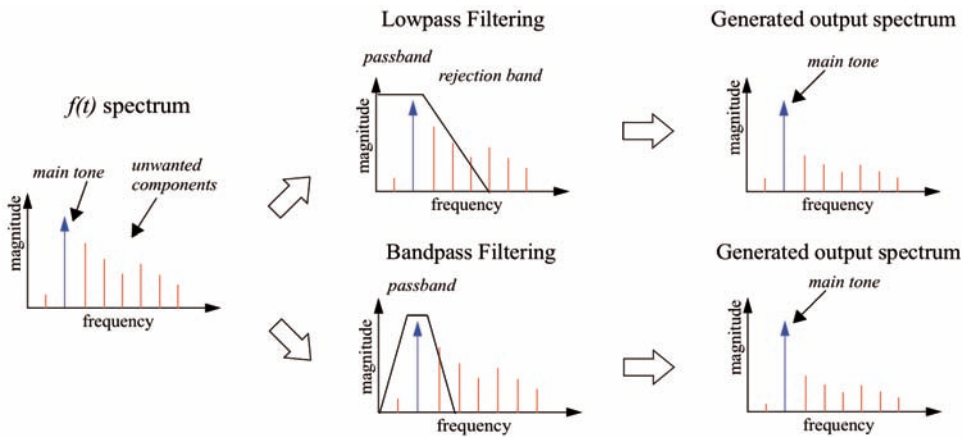 Lowpass Filtering
Generated output spectrum
passband
rejection band
main tone
magnitude
frequency
magnitude
frequency
f(t) spectrum
main tone
unwanted
components
magnitude
frequency
Bandpass Filtering
Generated output spectrum
passband
main tone
magnitude
frequency
magnitude
frequency